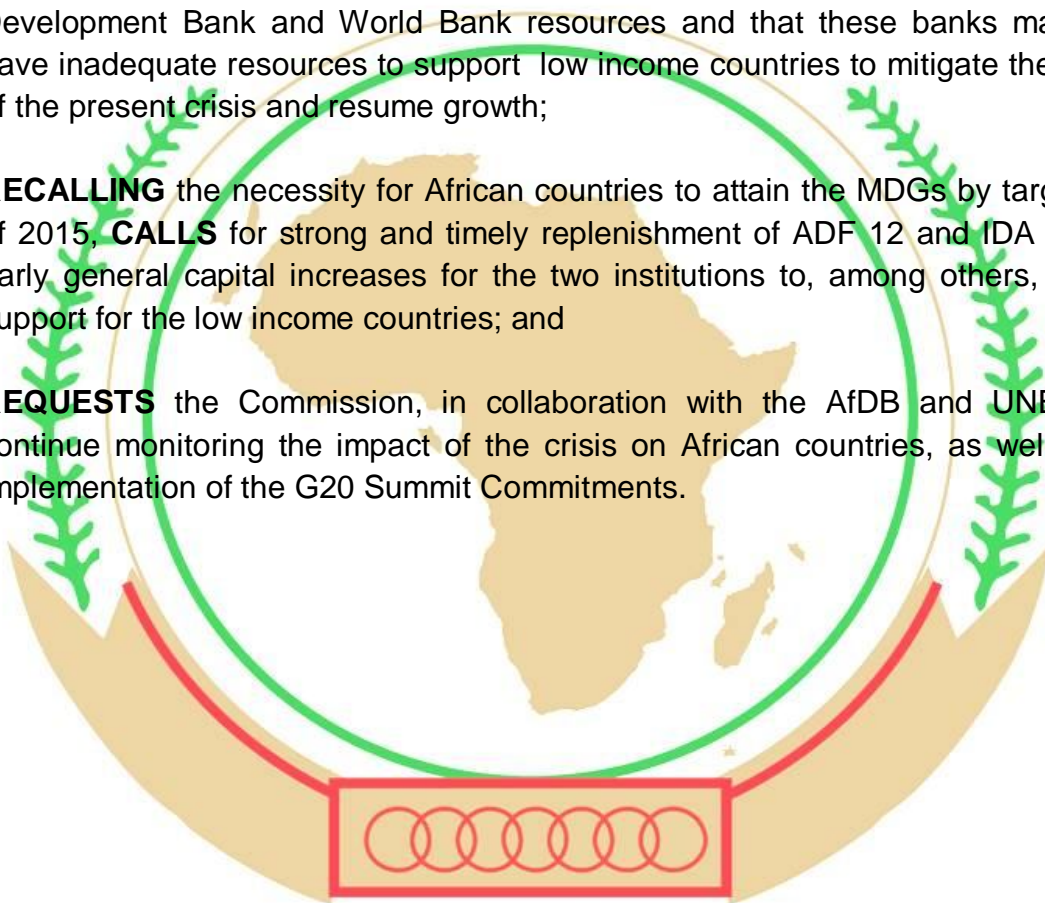 evelopment Bank and World Bank resources and that these banks ma
ave inadequate resources to support low income countries to mitigate the
f the present crisis and resume growth;
ECALLING the necessity for African countries to attain the MDGs by targ
f 2015, CALLS for strong and timely replenishment of ADF 12 and IDA
arly general capital increases for the two institutions to, among others,
upport for the low income countries; and
EQUESTS the Commission, in collaboration with the AfDB and UNE
ontinue monitoring the impact of the crisis on African countries, as wel
mplementation of the G20 Summit Commitments.